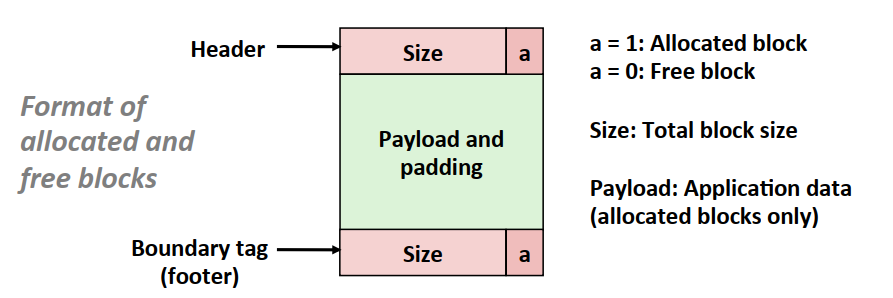 Format of
allocated and
free blocks
Header
Size a
Payload and
padding
Boundary tag
(footer)
Size a
a = 1: Allocated block
a = 0: Free block
Size: Total block size
Payload: Application data
(allocated blocks only)